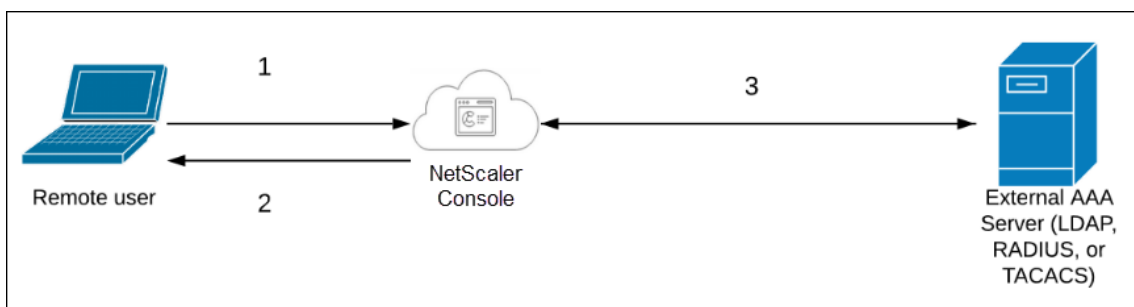 1
3
NetScaler
Console
Remote user
2
External AAA
Server (LDAP,
RADIUS, or
TACACS)